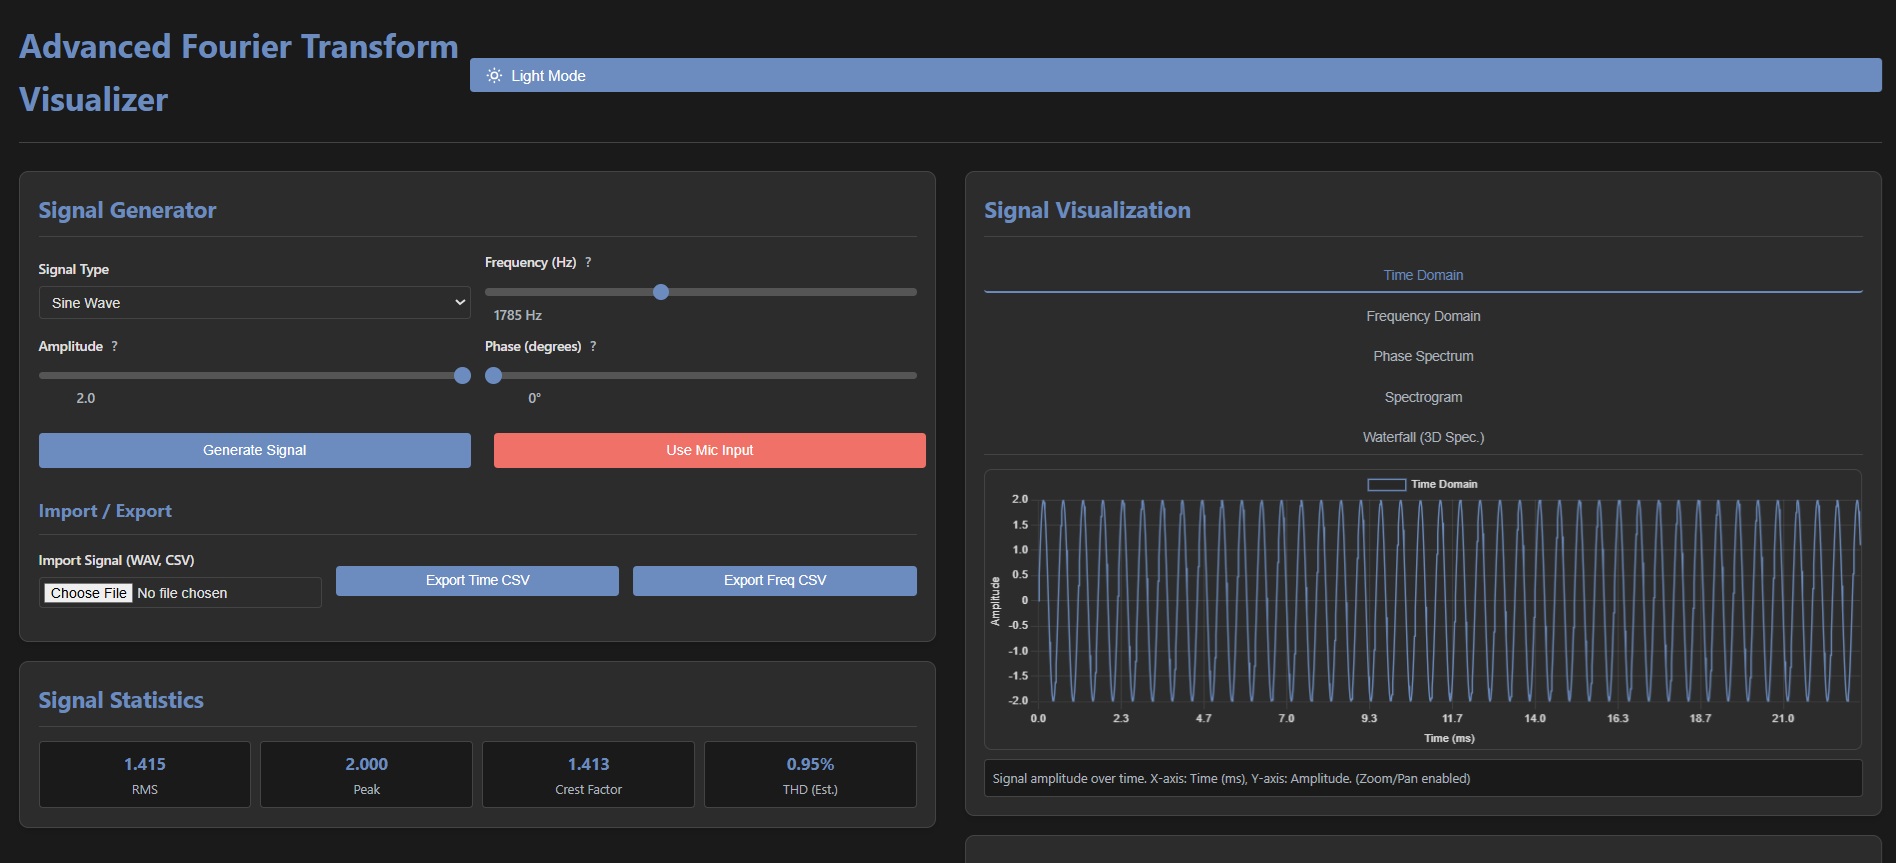 Advanced Fourier Transform
Visualizer
Light Mode
Signal Generator
Signal Type
Sine Wave
Frequency (Hz) ?
1785 Hz
Amplitude ?
2.0
Phase (degrees) ?
0°
Generate Signal
Use Mic Input
Import / Export
Import Signal (WAV, CSV)
Choose File No file chosen
Export Time CSV
Export Freq CSV
Signal Statistics
1.415
RMS
2.000
Peak
1.413
Crest Factor
0.95%
THD (Est.)
Signal Visualization
Time Domain
Frequency Domain
Phase Spectrum
Spectrogram
Waterfall (3D Spec.)
Time Domain
2.0
1.5
1.0
0.5
0
-0.5
-1.0
-1.5
-2.0
Amplitude
0.0 2.3 4.7 7.0 9.3 11.7 14.0 16.3 18.7 21.0
Time (ms)
Signal amplitude over time. X-axis: Time (ms), Y-axis: Amplitude. (Zoom/Pan enabled)